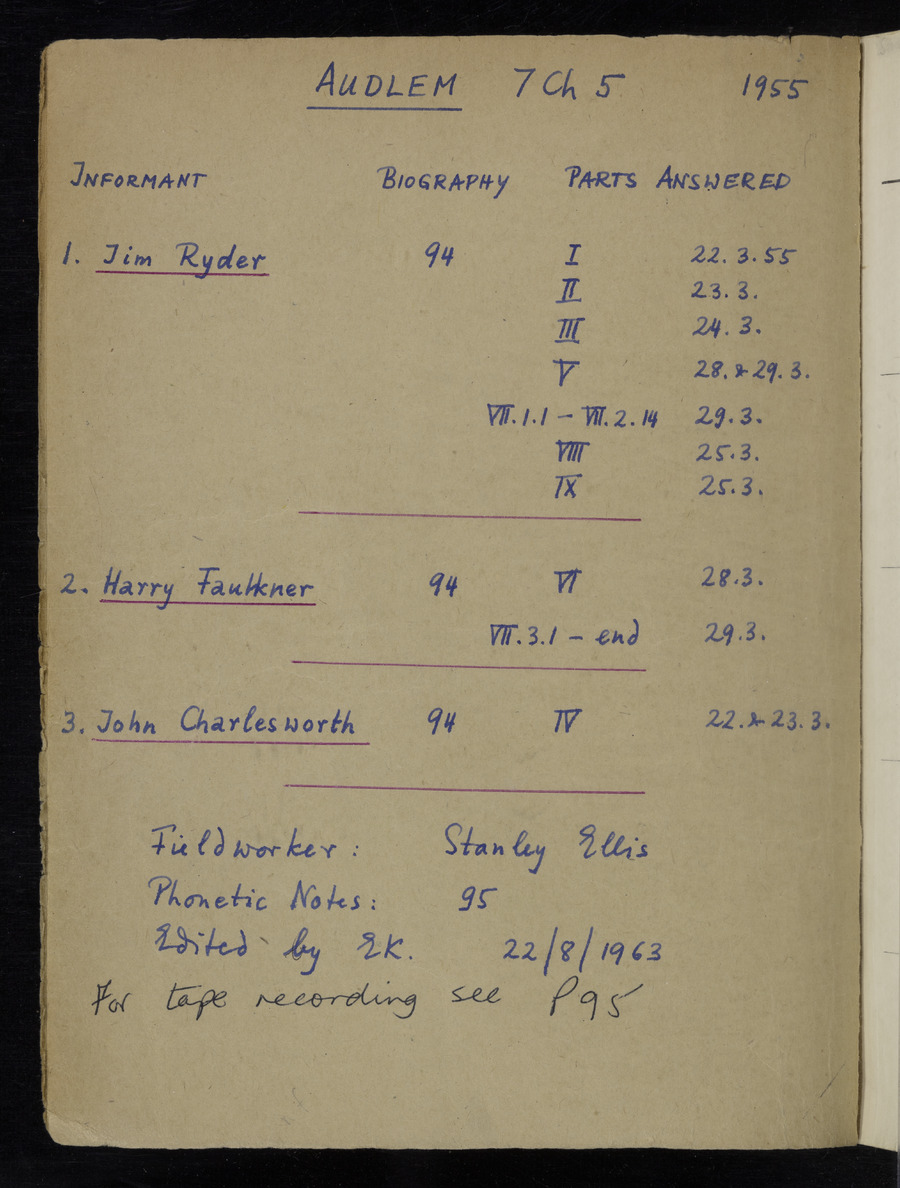 AUDLEM 7 Ch 5 1955
INFORMANT BIOGRAPHY PARTS ANSWERED
1. Jim Ryder 94 I 22.3.55
II 23.3.
III 24.3.
V 28. & 29.3.
VII.1.1 – VII.2.14 29.3.
VIII 25.3.
IX 25.3.
2. Harry Faulkner 94 VI 28.3.
VII.3.1 – end 29.3.
3. John Charlesworth 94 IV 22. & 23.3.
Fieldworker: Stanley Ellis
Phonetic Notes: 95
Edited by EK. 22/8/1963
For tape recording see P95